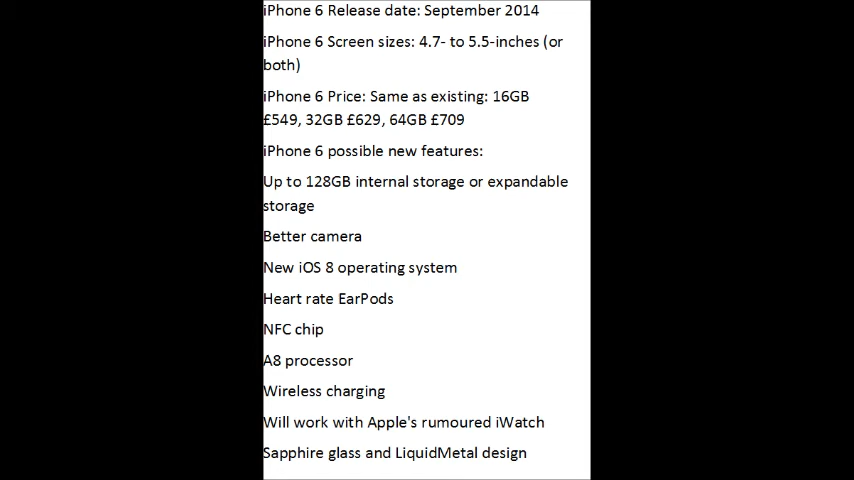 iPhone 6 Release date: September 2014
iPhone 6 Screen sizes: 4.7- to 5.5-inches (or
both)
iPhone 6 Price: Same as existing: 16GB
£549, 32GB £629, 64GB £709
iPhone 6 possible new features:
Up to 128GB internal storage or expandable
storage
Better camera
New iOS 8 operating system
Heart rate EarPods
NFC chip
A8 processor
Wireless charging
Will work with Apple's rumoured iWatch
Sapphire glass and LiquidMetal design